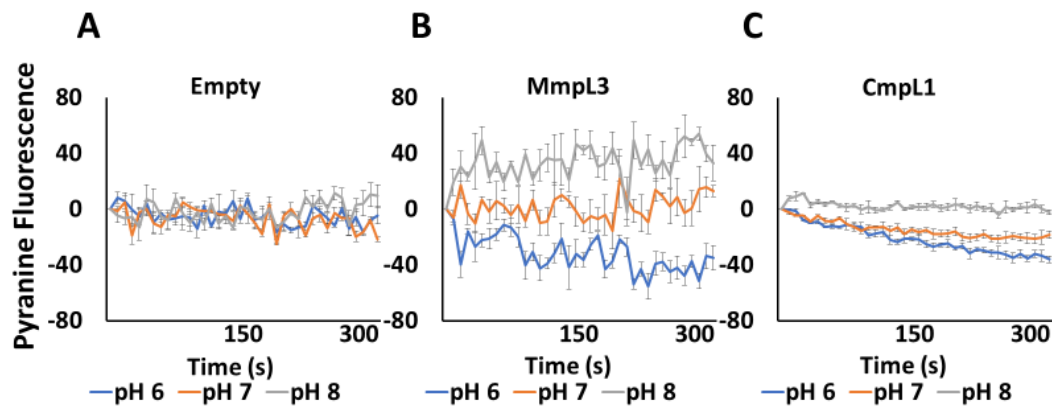 A B C
Empty MmpL3 CmpL1
Pyranine Fluorescence
80 80 80
40 40 40
0 0 0
-40 -40 -40
-80 -80 -80
150 300 150 300 150 300
Time (s) Time (s) Time (s)
pH 6 pH 7 pH 8 pH 6 pH 7 pH 8 pH 6 pH 7 pH 8